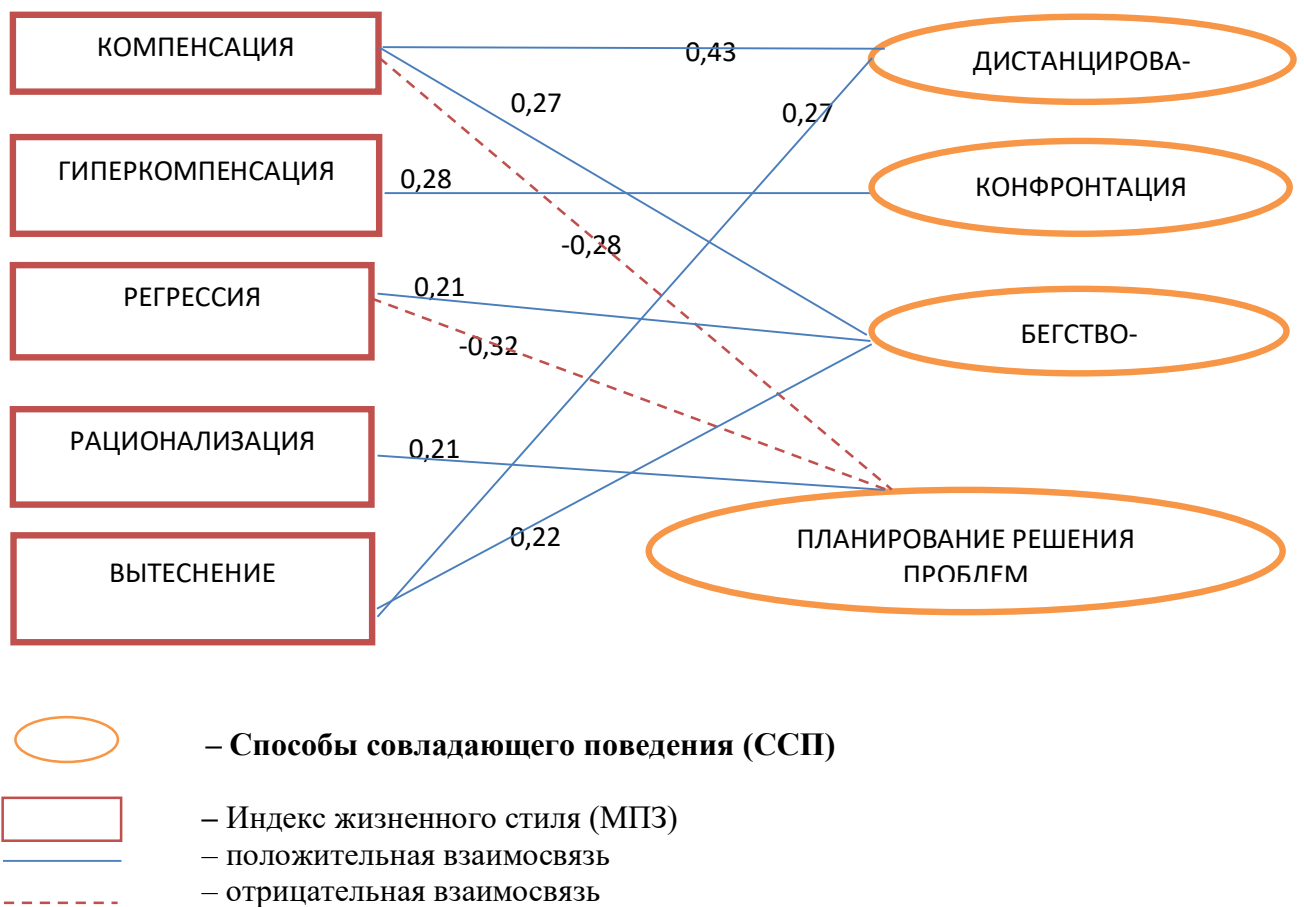 КОМПЕНСАЦИЯ
0,43
ДИСТАНЦИРОВА-
0,27
0,27
ГИПЕРКОМПЕНСАЦИЯ
0,28
КОНФРОНТАЦИЯ
-0,28
РЕГРЕССИЯ
0,21
БЕГСТВО-
-0,32
РАЦИОНАЛИЗАЦИЯ
0,21
0,22
ПЛАНИРОВАНИЕ РЕШЕНИЯ
ПРОБЛЕМ
ВЫТЕСНЕНИЕ
– Способы совладающего поведения (ССП)
– Индекс жизненного стиля (МПЗ)
– положительная взаимосвязь
– отрицательная взаимосвязь